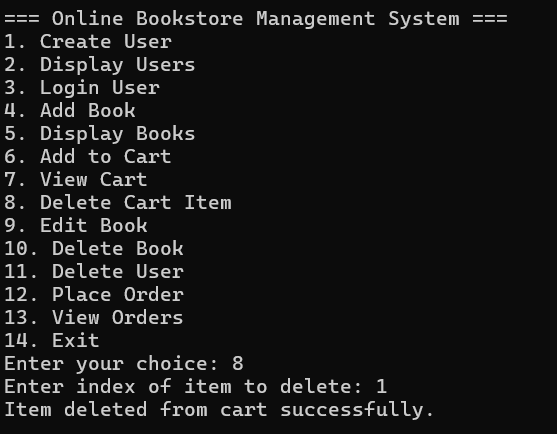 === Online Bookstore Management System ===
1. Create User
2. Display Users
3. Login User
4. Add Book
5. Display Books
6. Add to Cart
7. View Cart
8. Delete Cart Item
9. Edit Book
10. Delete Book
11. Delete User
12. Place Order
13. View Orders
14. Exit
Enter your choice: 8
Enter index of item to delete: 1
Item deleted from cart successfully.